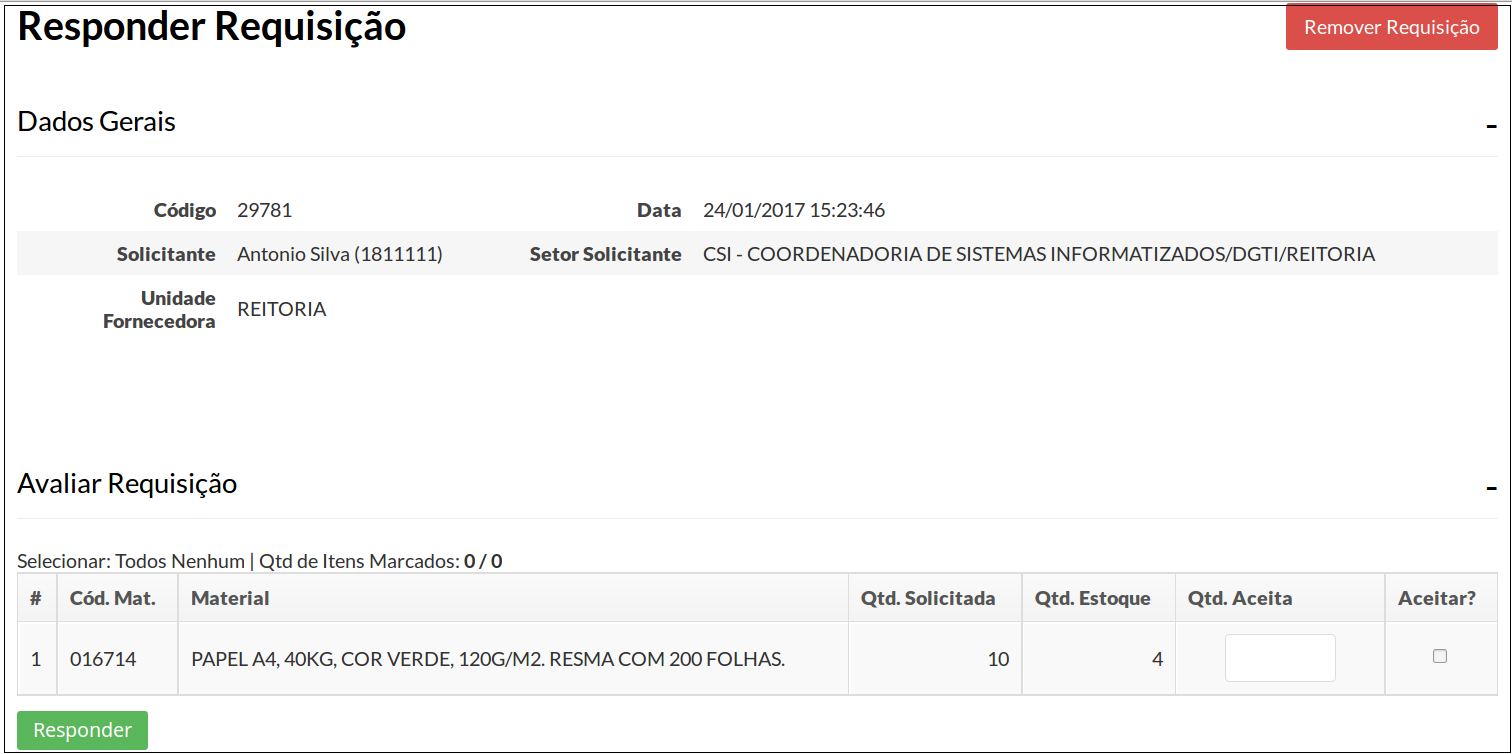 Responder Requisição
Remover Requisição
Dados Gerais
-
Código 29781 Data 24/01/2017 15:23:46
Solicitante Antonio Silva (1811111) Setor Solicitante CSI - COORDENADORIA DE SISTEMAS INFORMATIZADOS/DGTI/REITORIA
Unidade
Fornecedora REITORIA
Avaliar Requisição
-
Selecionar: Todos Nenhum | Qtd de Itens Marcados: 0 / 0
# Cód. Mat. Material Qtd. Solicitada Qtd. Estoque Qtd. Aceita Aceitar?
1 016714 PAPEL A4, 40KG, COR VERDE, 120G/M2. RESMA COM 200 FOLHAS. 10 4
Responder